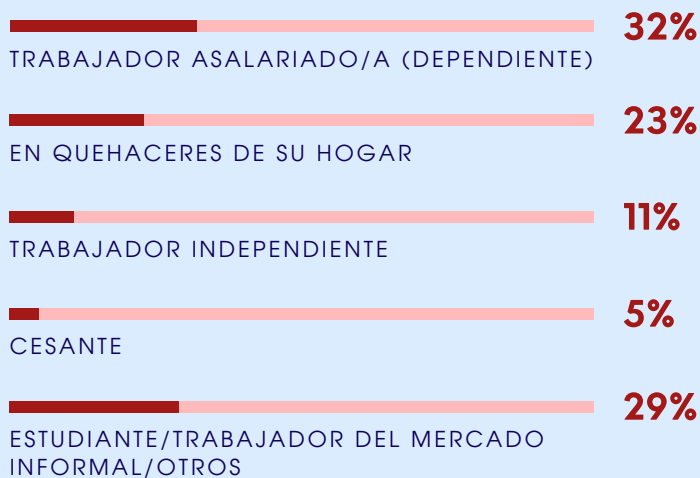 32%
TRABAJADOR ASALARIADO/A (DEPENDIENTE)
23%
EN QUEHACERES DE SU HOGAR
11%
TRABAJADOR INDEPENDIENTE
5%
CESANTE
29%
ESTUDIANTE/TRABAJADOR DEL MERCADO
INFORMAL/OTROS